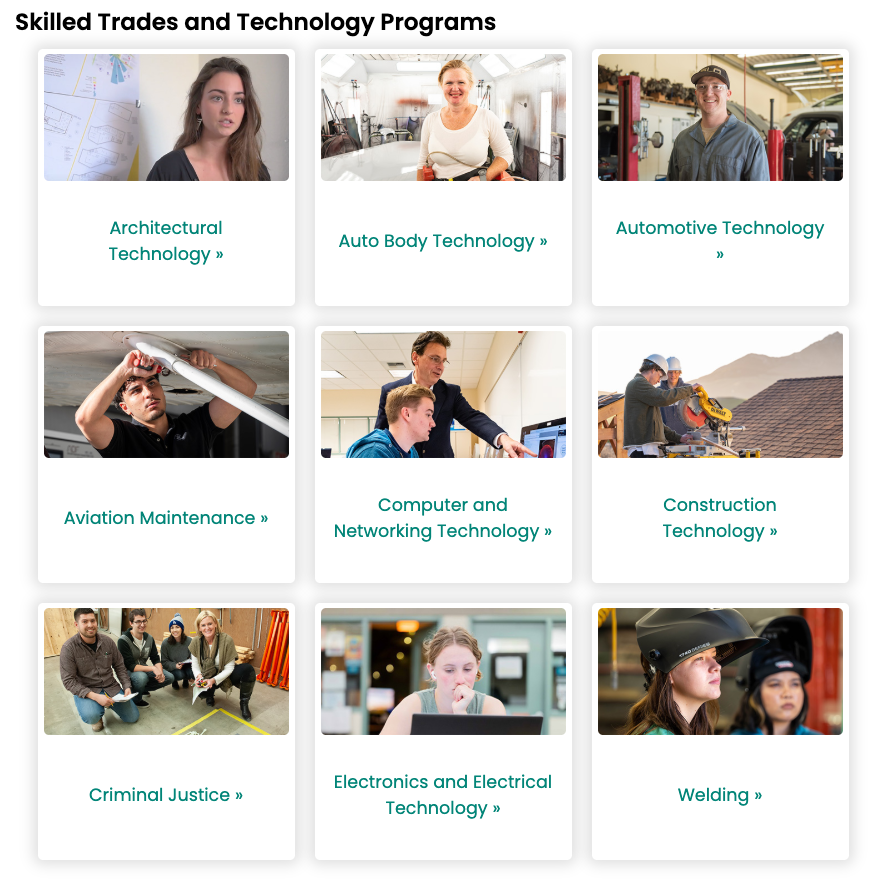 Skilled Trades and Technology Programs
Architectural
Technology »
Auto Body Technology »
Automotive Technology
»
Aviation Maintenance »
Computer and
Networking Technology »
DEWALT
Construction
Technology »
Criminal Justice »
Electronics and Electrical
Technology »
Welding »